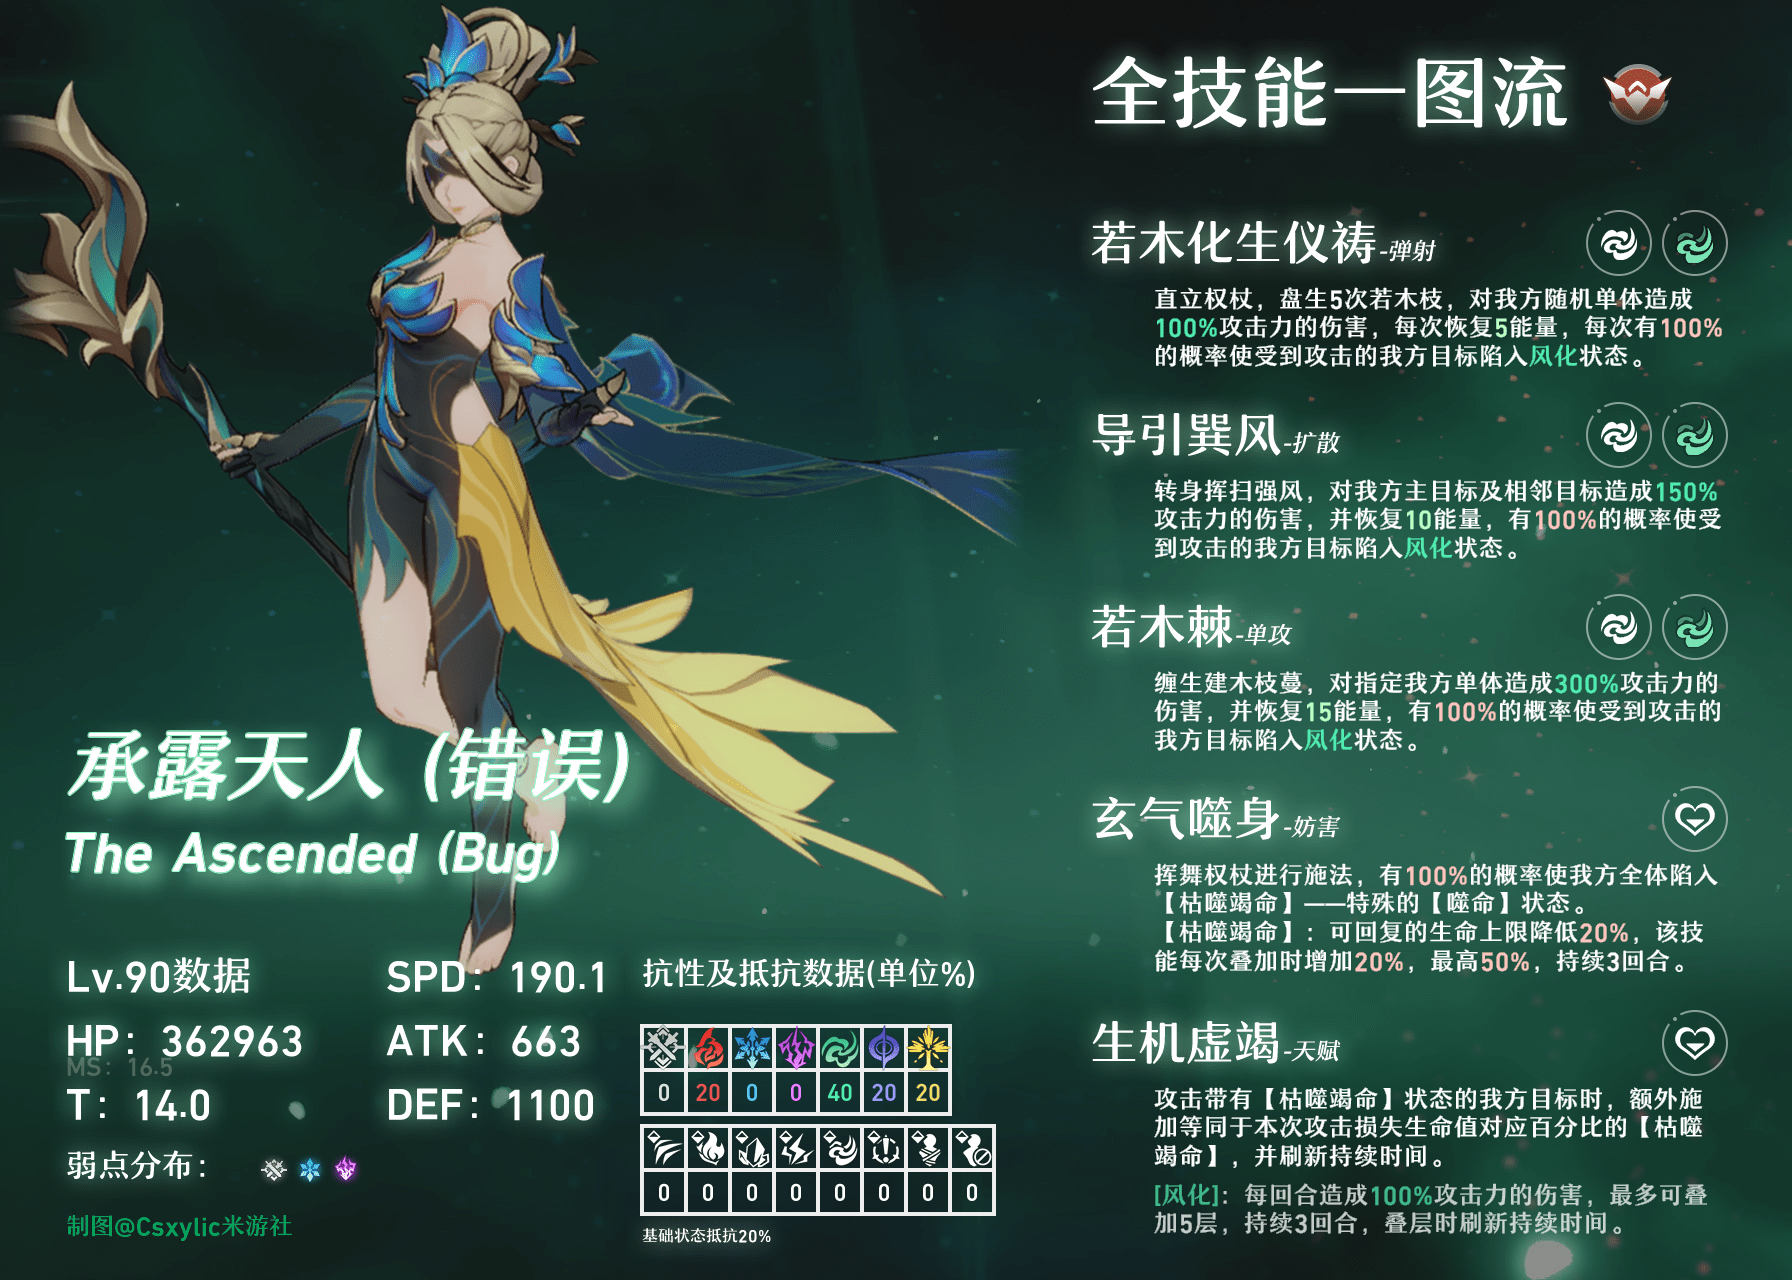 全技能一图流
若木化生仪祷-弹射
直立权杖，盘生5次若木枝，对我方随机单体造成
100%攻击力的伤害，每次恢复5能量，每次有100%
的概率使受到攻击的我方目标陷入风化状态。
导引巽风-扩散
转身挥扫强风，对我方主目标及相邻目标造成150%
攻击力的伤害，并恢复10能量，有100%的概率使受
到攻击的我方目标陷入风化状态。
若木棘-单攻
缠生建木枝蔓，对指定我方单体造成300%攻击力的
伤害，并恢复15能量，有100%的概率使受到攻击的
我方目标陷入风化状态。
玄气噬身-妨害
挥舞权杖进行施法，有100%的概率使我方全体陷入
【枯噬竭命】——特殊的【噬命】状态。
【枯噬竭命】：可回复的生命上限降低20%，该技
能每次叠加时增加20%，最高50%，持续3回合。
生机虚竭-天赋
攻击带有【枯噬竭命】状态的我方目标时，额外施
加等同于本次攻击损失生命值对应百分比的【枯噬
竭命】，并刷新持续时间。
[风化]：每回合造成100%攻击力的伤害，最多可叠
加5层，持续3回合，叠层时刷新持续时间。
承露天人 (错误)
The Ascended (Bug)
Lv.90数据
SPD：190.1
HP：362963
ATK：663
MS：16.5
T：14.0
DEF：1100
弱点分布：
制图@Csxylic米游社
抗性及抵抗数据(单位%)
0 20 0 0 40 20 20
0 0 0 0 0 0 0 0
基础状态抵抗20%